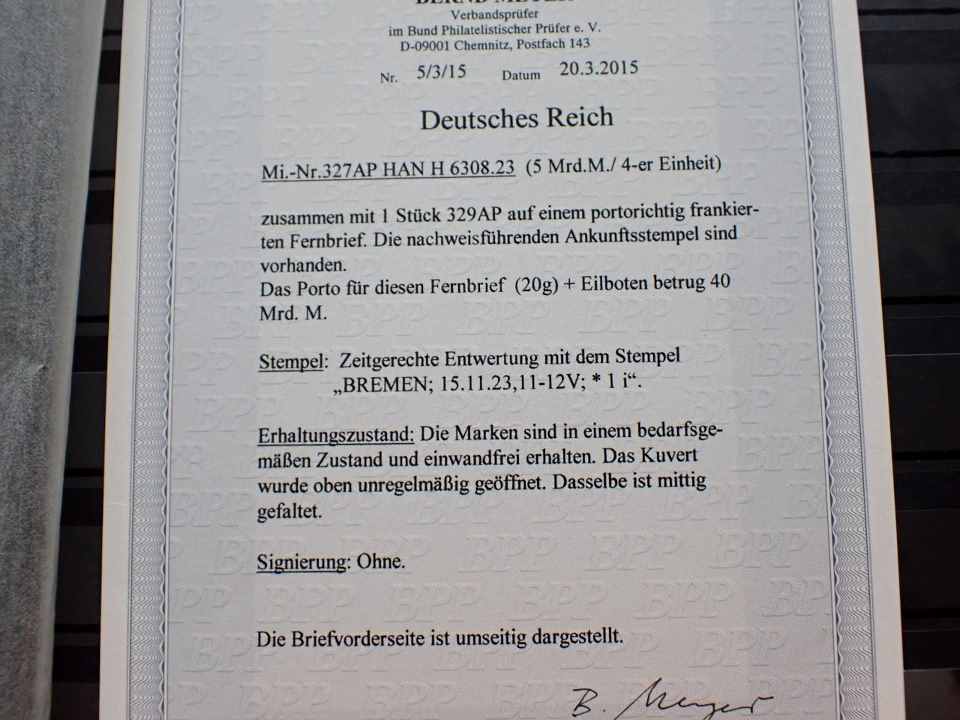 Verbandsprüfer
im Bund Philatelistischer Prüfer e. V.
D-09001 Chemnitz, Postfach 143
Nr. 5/3/15 Datum 20.3.2015
Deutsches Reich
Mi.-Nr.327AP HAN H 6308.23 (5 Mrd.M./ 4-er Einheit)
zusammen mit 1 Stück 329AP auf einem portorichtig frankier-
ten Fernbrief. Die nachweisführenden Ankunftsstempel sind
vorhanden.
Das Porto für diesen Fernbrief (20g) + Eilboten betrug 40
Mrd. M.
Stempel: Zeitgerechte Entwertung mit dem Stempel
„BREMEN; 15.11.23,11-12V; * 1 i“.
Erhaltungszustand: Die Marken sind in einem bedarfsge-
mäßen Zustand und einwandfrei erhalten. Das Kuvert
wurde oben unregelmäßig geöffnet. Dasselbe ist mittig
gefaltet.
Signierung: Ohne.
Die Briefvorderseite ist umseitig dargestellt.
B. Meyer